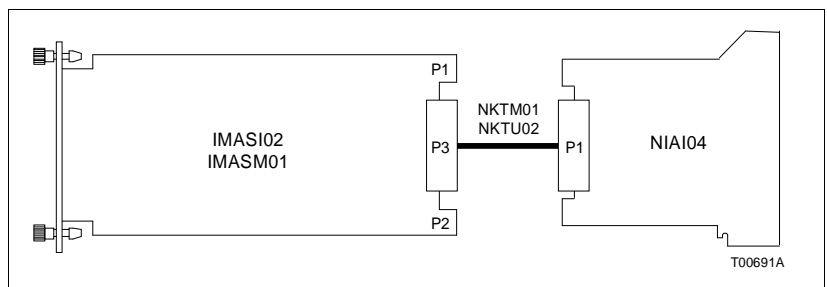 P1
NKTM01
NKTU02
IMASI02
IMASM01
P3
P1
NIAI04
P2
T00691A